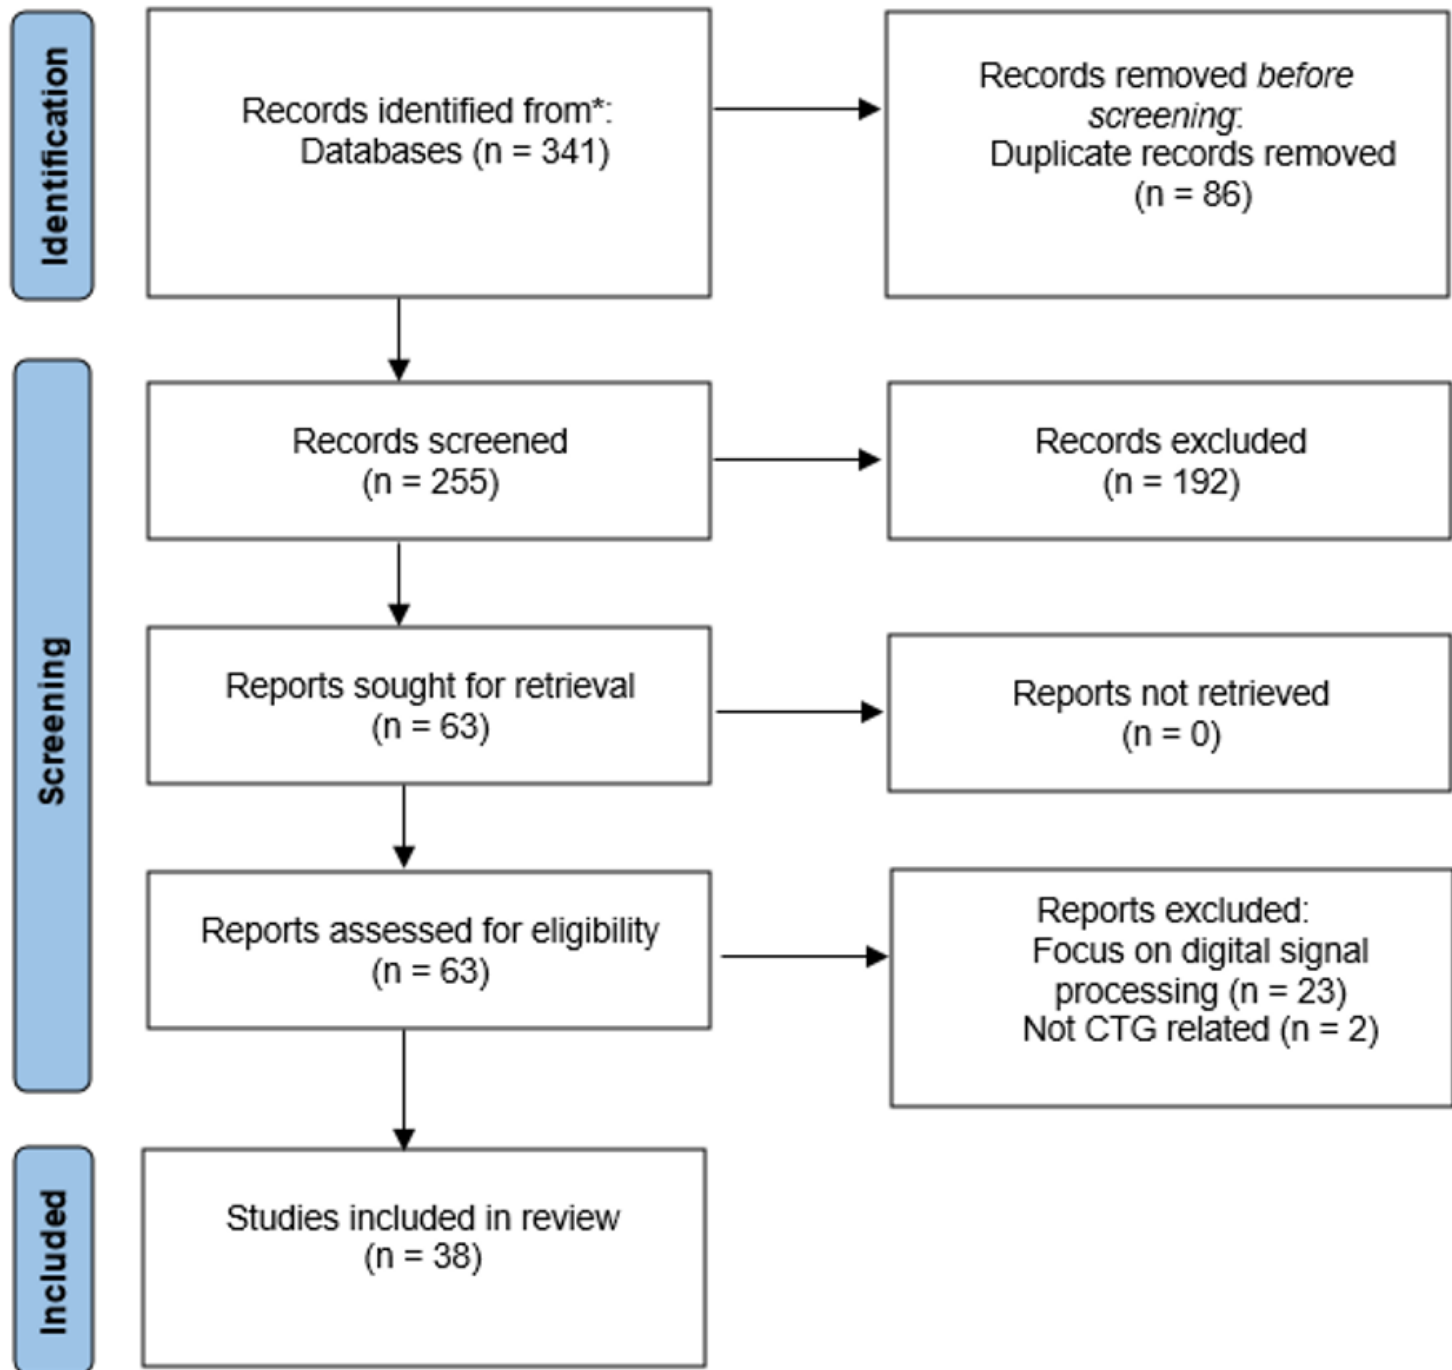 Identification
Records identified from*:
Databases (n = 341)
Records removed before
screening:
Duplicate records removed
(n = 86)
Screening
Records screened
(n = 255)
Records excluded
(n = 192)
Reports sought for retrieval
(n = 63)
Reports not retrieved
(n = 0)
Reports assessed for eligibility
(n = 63)
Reports excluded:
Focus on digital signal
processing (n = 23)
Not CTG related (n = 2)
Included
Studies included in review
(n = 38)